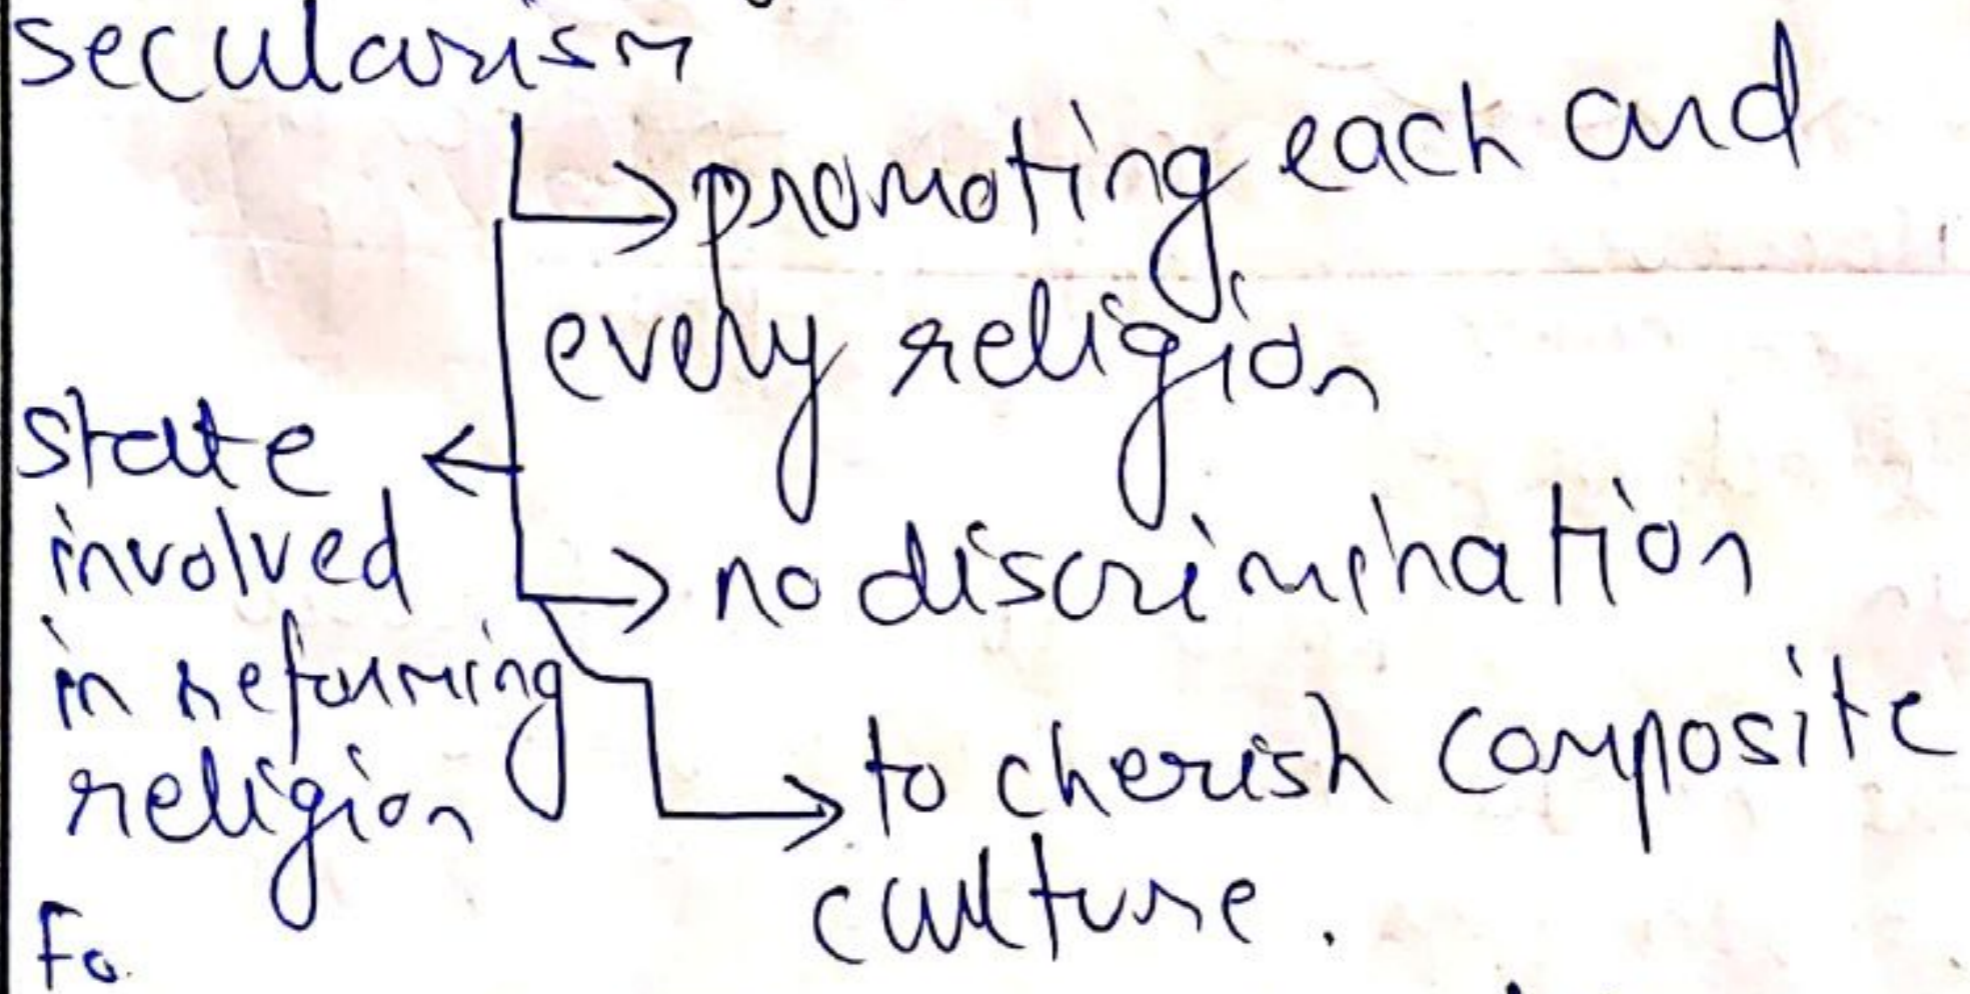 secularism
promoting each and
every religion
state
involved
in reforming
religion
no discrimination
to cherish composite
culture.
Fo